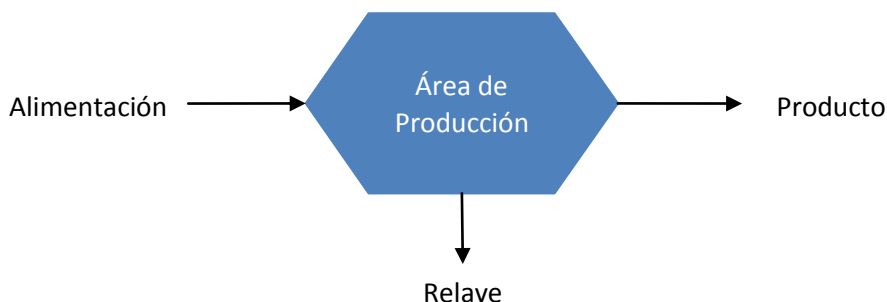 Alimentación
Área de
Producción
Producto
Relave